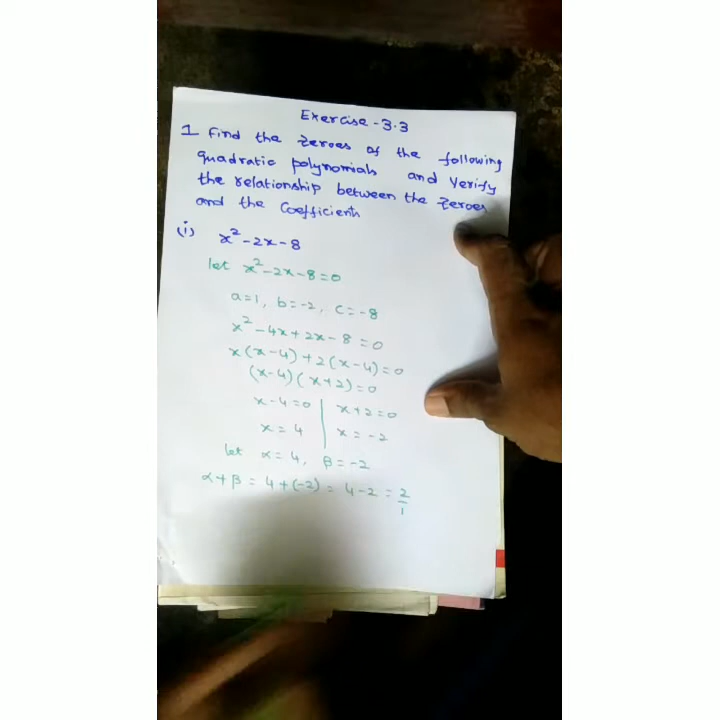 Exercise - 3.3
1 Find the zeroes of the following
quadratic polynomials and Verify
the relationship between the zeroes
and the Coefficients
(i) x² - 2x - 8
let x² - 2x - 8 = 0
a = 1, b = -2, c = -8
x² - 4x + 2x - 8 = 0
x(x-4) + 2(x-4) = 0
(x-4)(x+2) = 0
x - 4 = 0 | x + 2 = 0
x = 4 | x = -2
let α = 4, β = -2
α + β = 4 + (-2) = 4 - 2 = 2/1